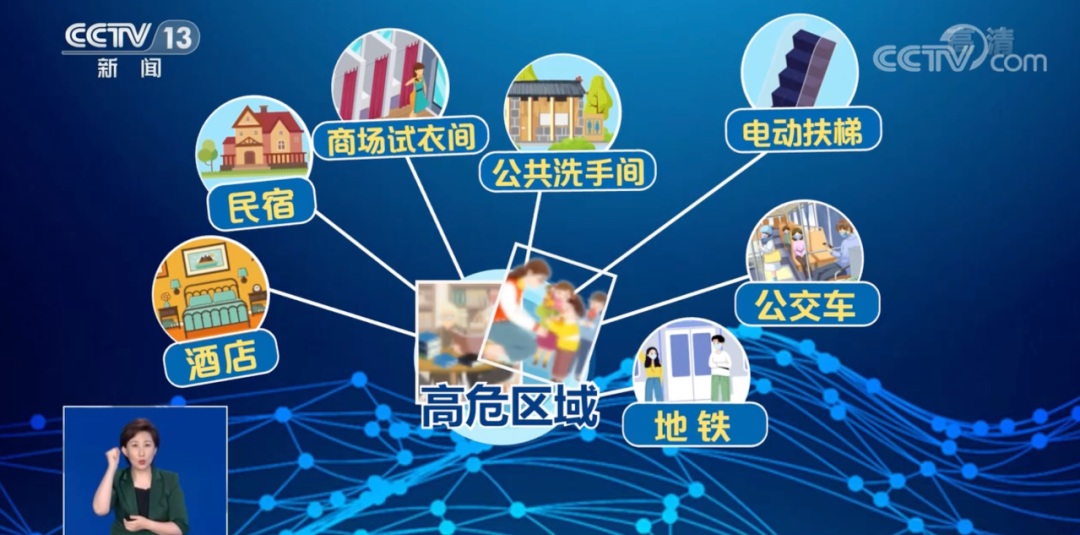 CCTV 13
新闻
高清
CCTV.com
商场试衣间
公共洗手间
电动扶梯
民宿
酒店
公交车
地铁
高危区域